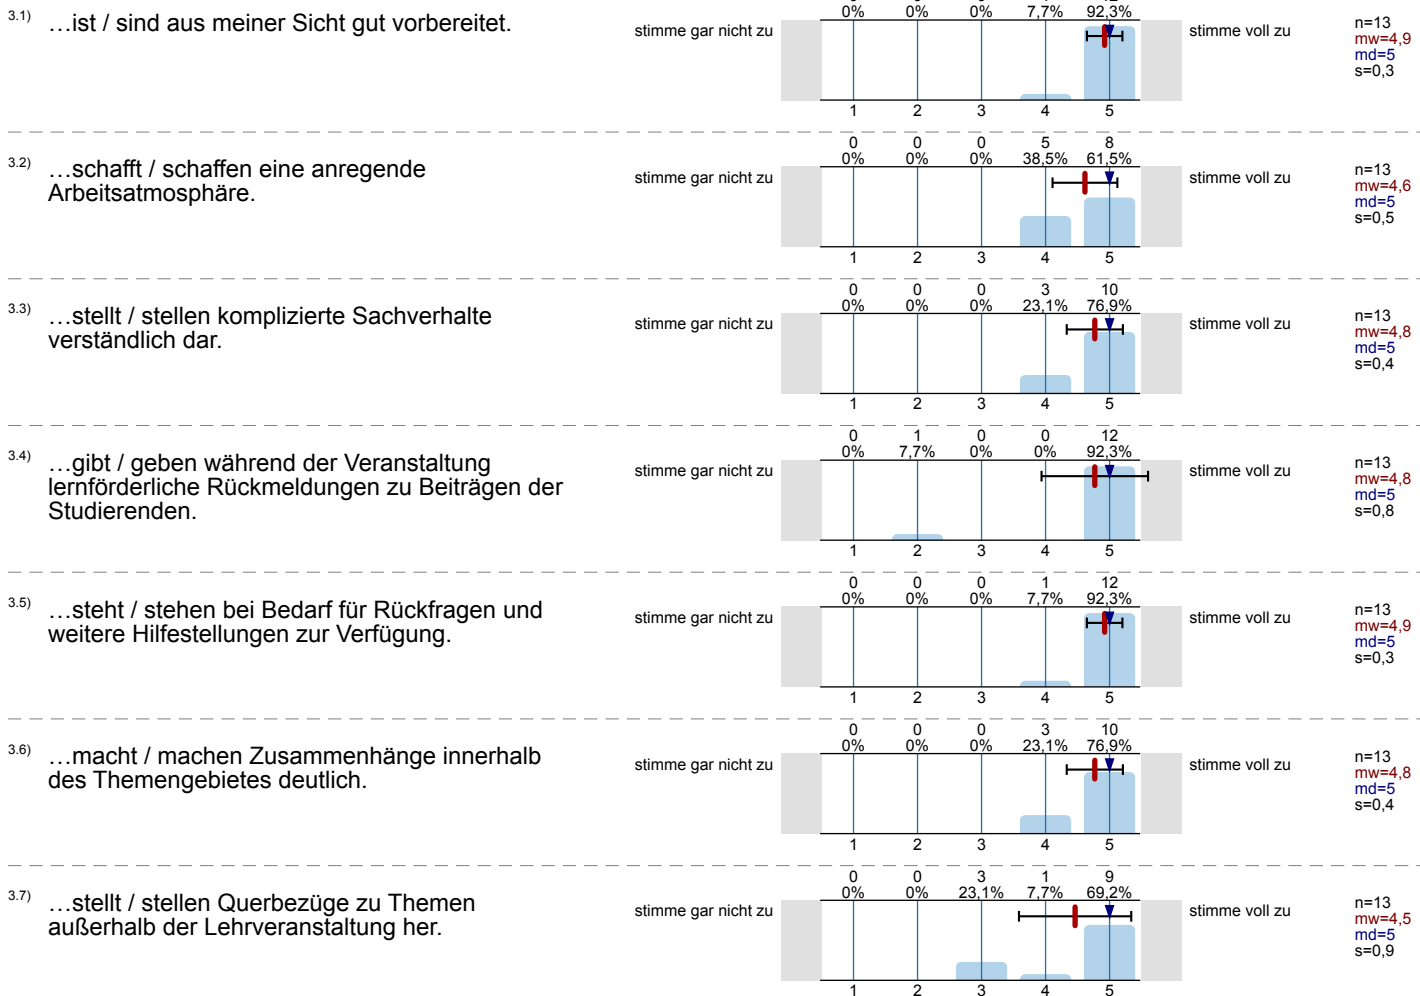 0% 0% 0% 7,7% 92,3%
3.1) …ist / sind aus meiner Sicht gut vorbereitet.
stimme gar nicht zu
stimme voll zu
n=13
mw=4,9
md=5
s=0,3
1 2 3 4 5
0 0 0 5 8
0% 0% 0% 38,5% 61,5%
3.2) …schafft / schaffen eine anregende
Arbeitsatmosphäre.
stimme gar nicht zu
stimme voll zu
n=13
mw=4,6
md=5
s=0,5
1 2 3 4 5
0 0 0 3 10
0% 0% 0% 23,1% 76,9%
3.3) …stellt / stellen komplizierte Sachverhalte
verständlich dar.
stimme gar nicht zu
stimme voll zu
n=13
mw=4,8
md=5
s=0,4
1 2 3 4 5
0 1 0 0 12
0% 7,7% 0% 0% 92,3%
3.4) …gibt / geben während der Veranstaltung
lernförderliche Rückmeldungen zu Beiträgen der
Studierenden.
stimme gar nicht zu
stimme voll zu
n=13
mw=4,8
md=5
s=0,8
1 2 3 4 5
0 0 0 1 12
0% 0% 0% 7,7% 92,3%
3.5) …steht / stehen bei Bedarf für Rückfragen und
weitere Hilfestellungen zur Verfügung.
stimme gar nicht zu
stimme voll zu
n=13
mw=4,9
md=5
s=0,3
1 2 3 4 5
0 0 0 3 10
0% 0% 0% 23,1% 76,9%
3.6) …macht / machen Zusammenhänge innerhalb
des Themengebietes deutlich.
stimme gar nicht zu
stimme voll zu
n=13
mw=4,8
md=5
s=0,4
1 2 3 4 5
0 0 3 1 9
0% 0% 23,1% 7,7% 69,2%
3.7) …stellt / stellen Querbezüge zu Themen
außerhalb der Lehrveranstaltung her.
stimme gar nicht zu
stimme voll zu
n=13
mw=4,5
md=5
s=0,9
1 2 3 4 5